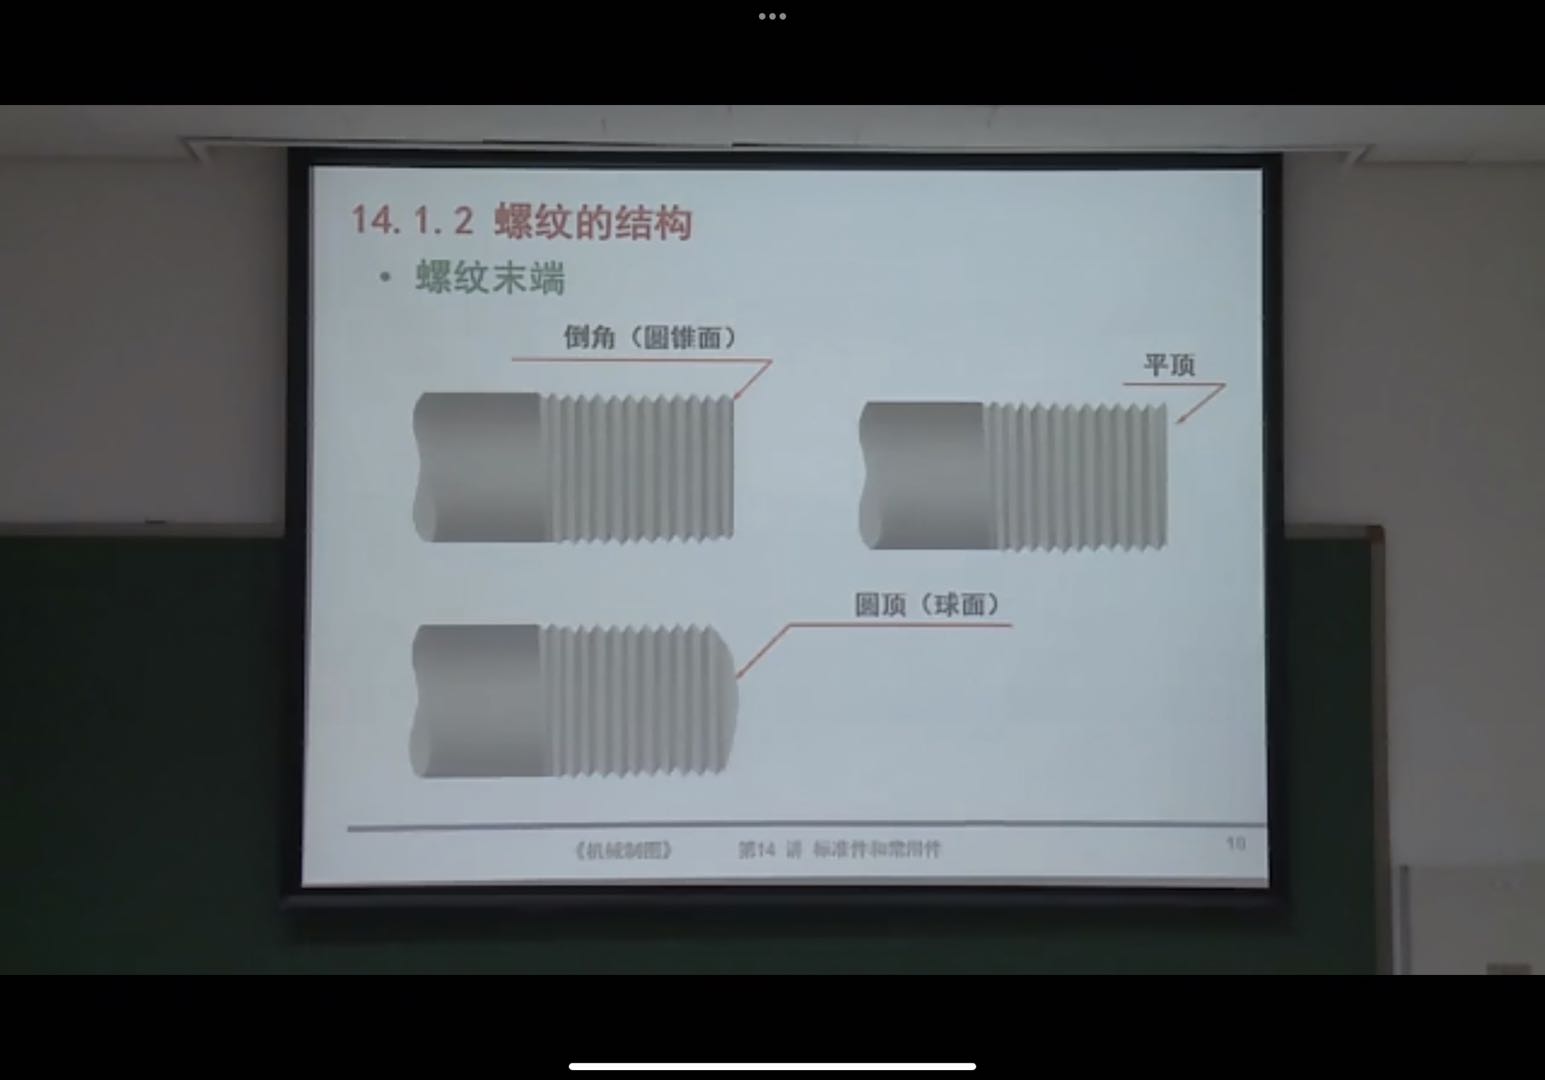 14.1.2 螺纹的结构
• 螺纹末端
倒角（圆锥面）
平顶
圆顶（球面）
《机械制图》 第14 讲 标准件和常用件